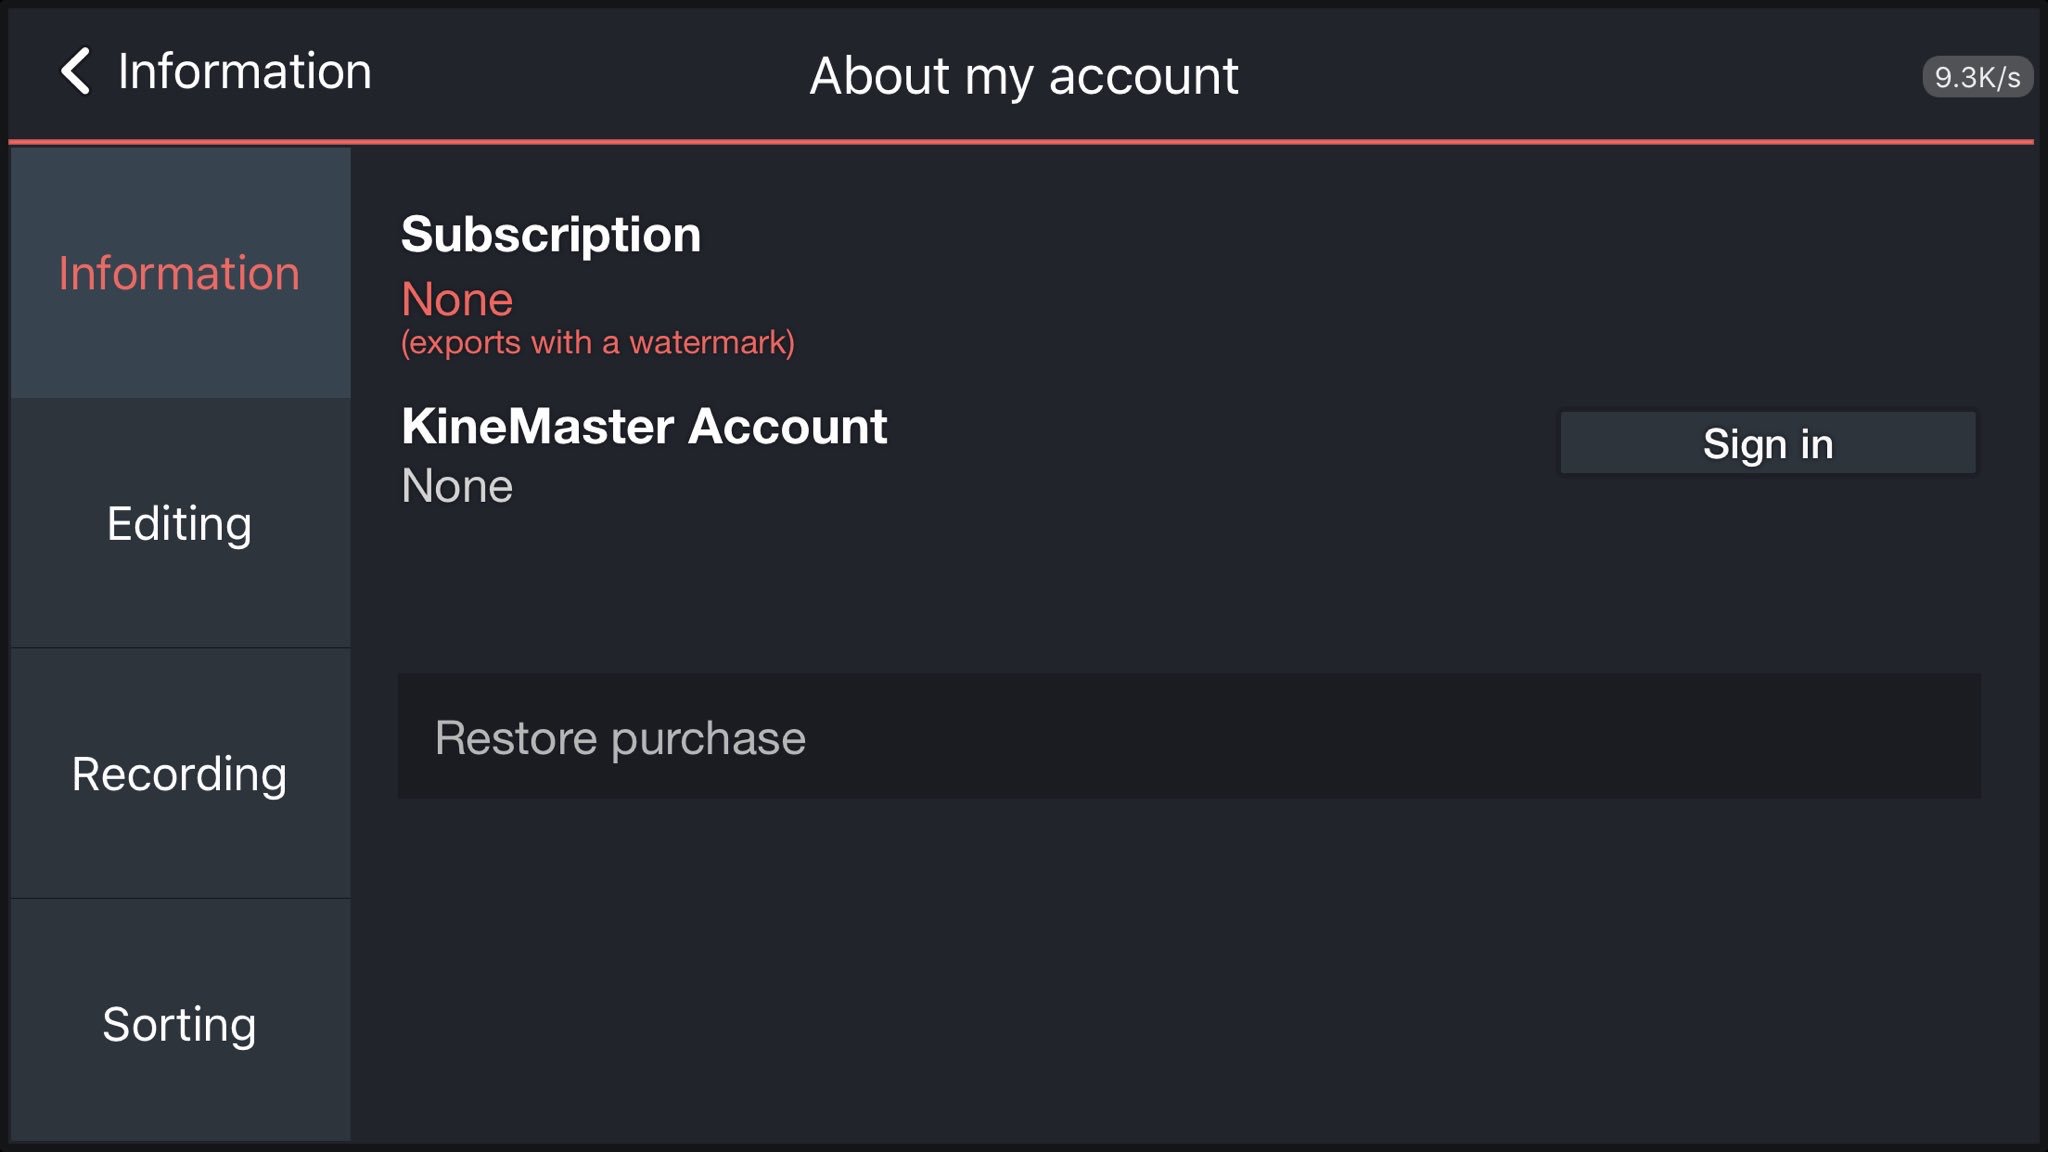 Information
About my account
9.3K/s
Information
Editing
Recording
Sorting
Subscription
None
(exports with a watermark)
KineMaster Account
None
Sign in
Restore purchase